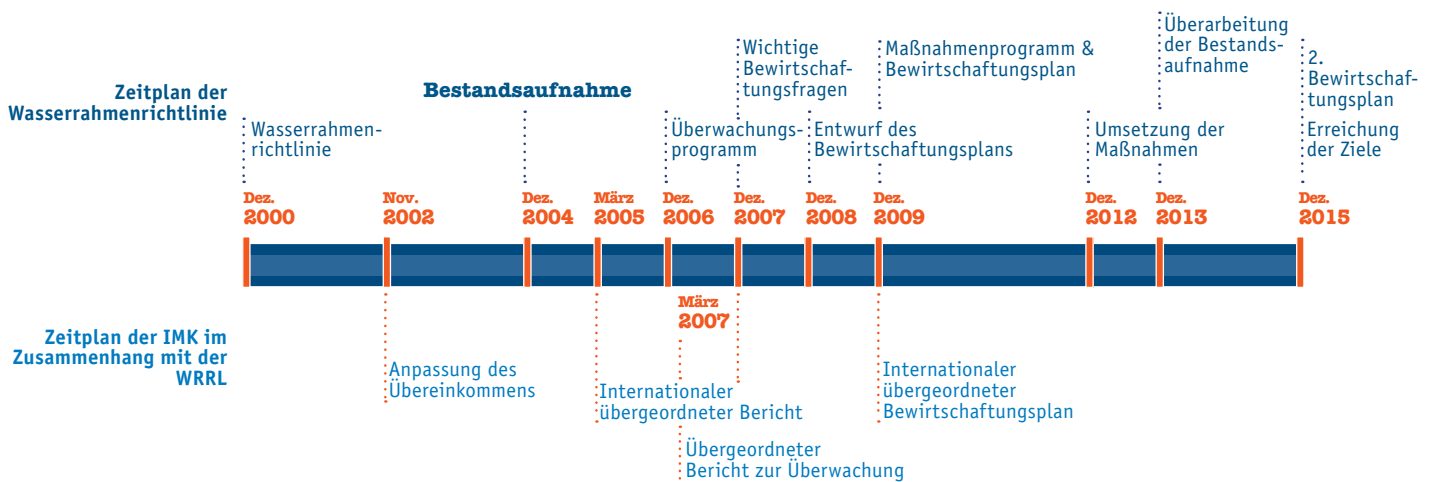 Zeitplan der
Wasserrahmenrichtlinie
Wasserrahmen-
richtlinie
Bestandsaufnahme
Überwachungs-
programm
Wichtige
Bewirtschaf-
tungsfragen
Entwurf des
Bewirtschaftungsplans
Maßnahmenprogramm &
Bewirtschaftungsplan
Umsetzung der
Maßnahmen
Überarbeitung
der Bestands-
aufnahme
2.
Bewirtschaf-
tungsplan
Erreichung
der Ziele
Dez.
2000
Nov.
2002
Dez.
2004
März
2005
Dez.
2006
Dez.
2007
Dez.
2008
Dez.
2009
Dez.
2012
Dez.
2013
Dez.
2015
März
2007
Zeitplan der IMK im
Zusammenhang mit der
WRRL
Anpassung des
Übereinkommens
Internationaler
übergeordneter Bericht
Übergeordneter
Bericht zur Überwachung
Internationaler
übergeordneter
Bewirtschaftungsplan